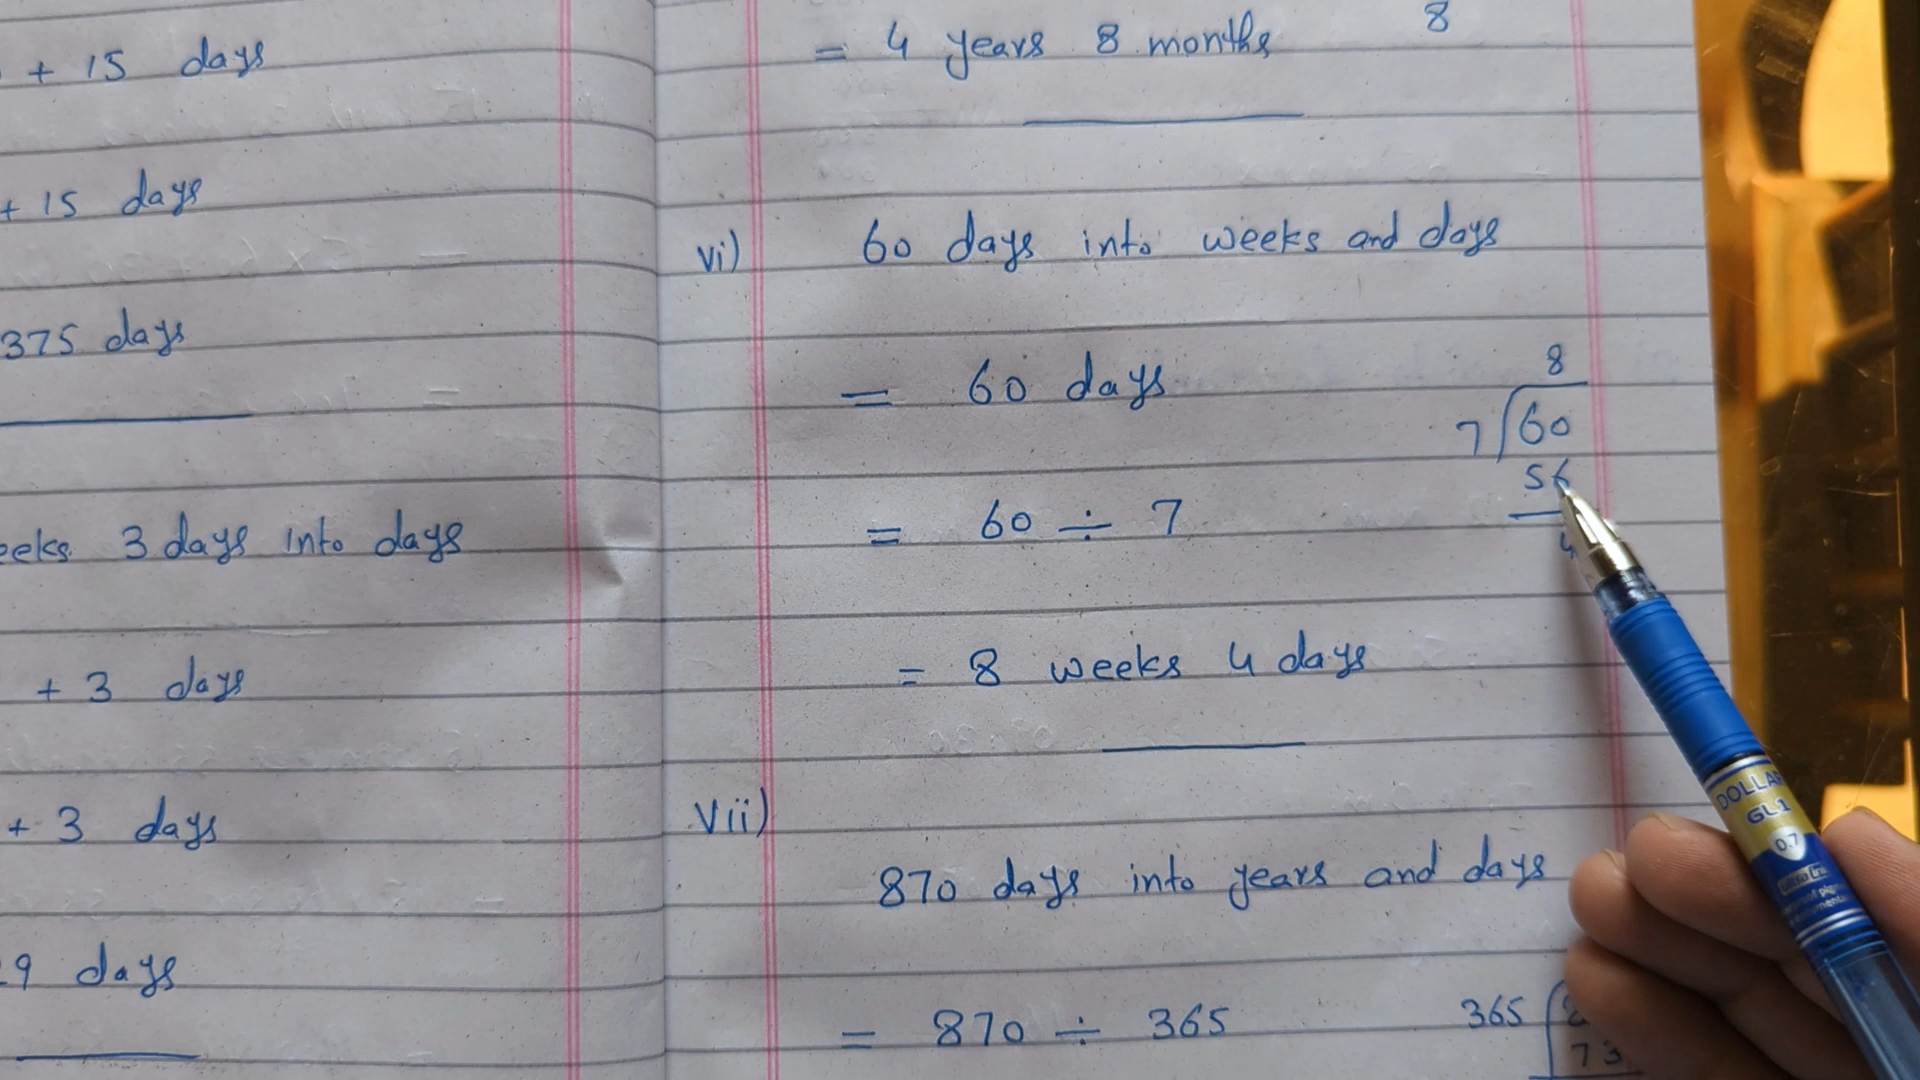 + 15 days
+ 15 days
375 days
3 days into days
+ 3 days
+ 3 days
9 days
= 4 years 8 months
8
vi) 60 days into weeks and days
= 60 days
8
7 60
56
4
= 60 ÷ 7
= 8 weeks 4 days
vii)
870 days into years and days
= 870 ÷ 365
365
73
DOLLAR
GL1
0.7